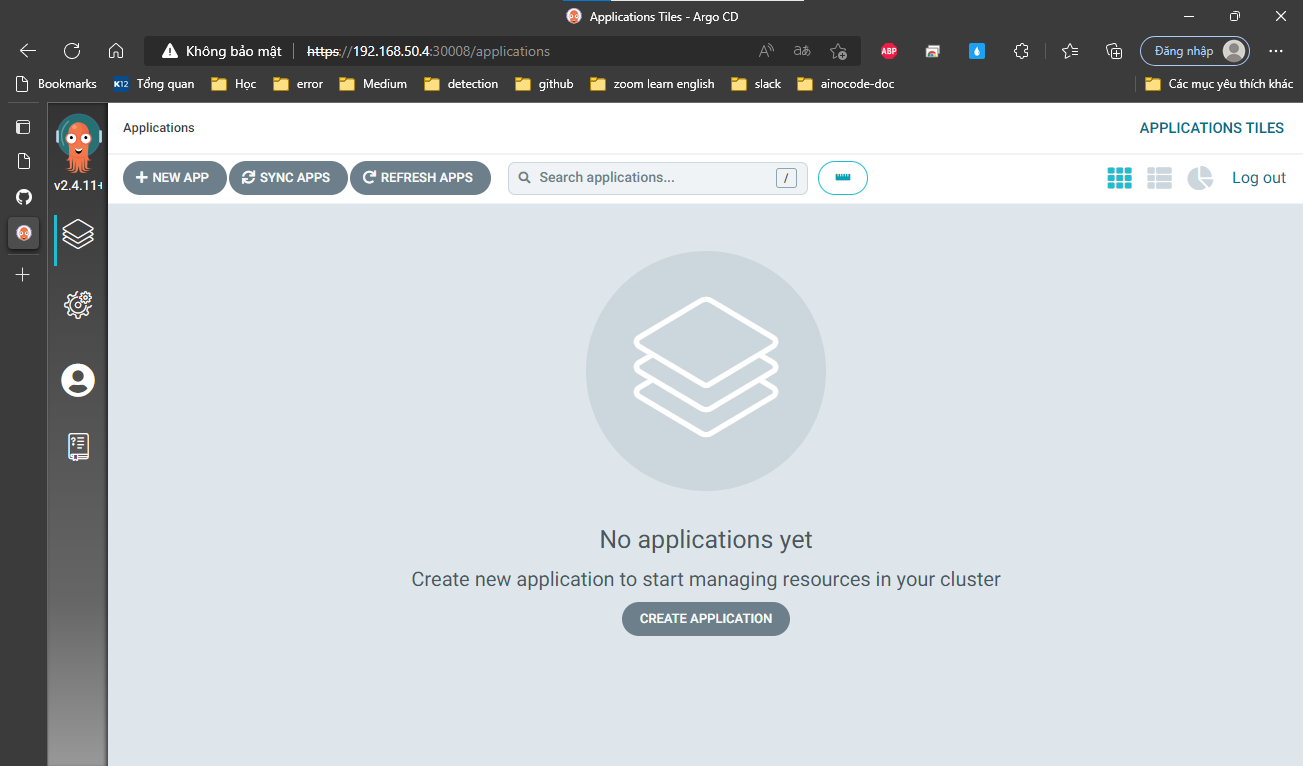 Applications Tiles - Argo CD
Không bảo mật https://192.168.50.4:30008/applications ABP Đăng nhập
Bookmarks K12 Tổng quan Học error Medium detection github zoom learn english slack ainocode-doc Các mục yêu thích khác
v2.4.11+
Applications APPLICATIONS TILES
NEW APP SYNC APPS REFRESH APPS Search applications... / Log out
No applications yet
Create new application to start managing resources in your cluster
CREATE APPLICATION